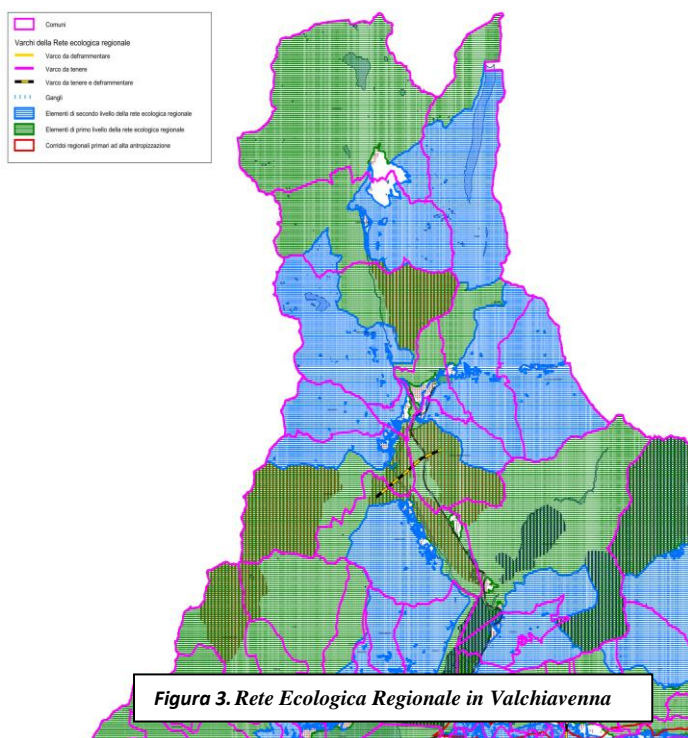 Comuni
Varchi della Rete ecologica regionale
Varco da deframmentare
Varco da tenere
Varco da tenere e deframmentare
Gangli
Elementi di secondo livello della rete ecologica regionale
Elementi di primo livello della rete ecologica regionale
Corridoi regionali primari ad alta antropizzazione
Figura 3. Rete Ecologica Regionale in Valchiavenna